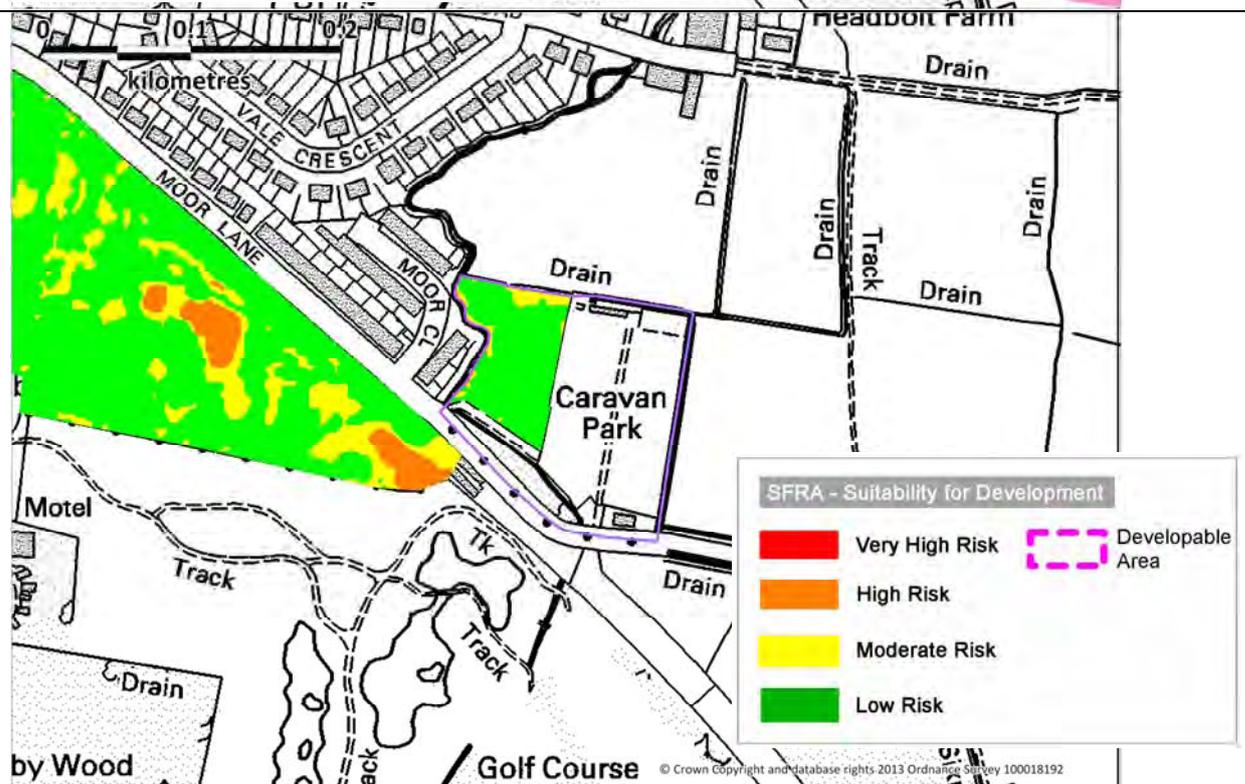 Headbolt Farm
0 0.1 0.2
kilometres
Drain
VALE CRESCENT
MOOR LANE
Drain
Drain
Track
Drain
MOOR CL
Drain
Drain
Caravan
Park
Motel
Track
Tk
Track
Drain
Drain
by Wood
Golf Course
SFRA - Suitability for Development
Very High Risk
High Risk
Moderate Risk
Low Risk
Developable
Area
© Crown Copyright and database rights 2013 Ordnance Survey 100018192